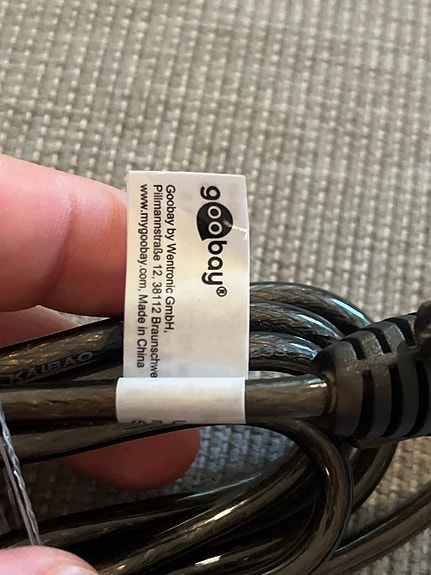 goobay®
Goobay by Wentronic GmbH,
Pillmannstraße 12, 38112 Braunschwe
www.mygoobay.com, Made in China
KAIBAO